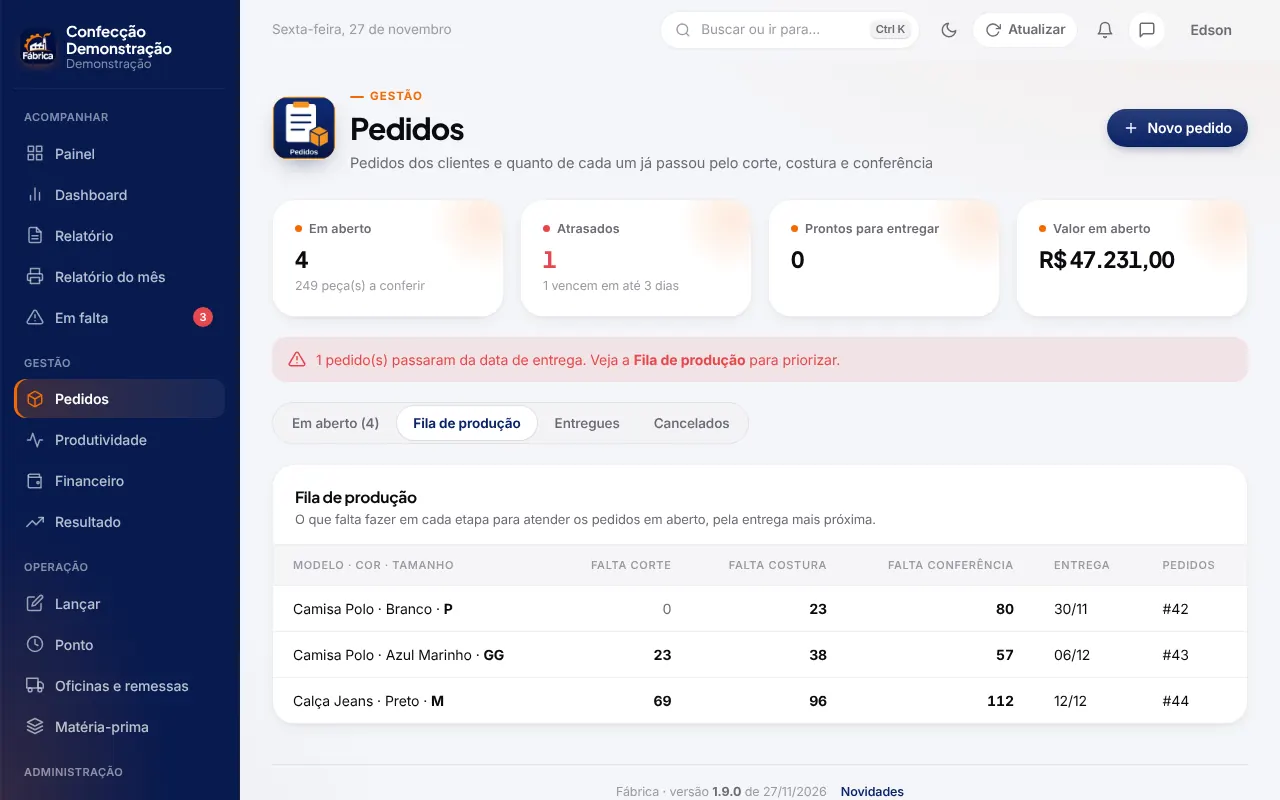 Fábrica
Confecção
Demonstração
Demonstração
ACOMPANHAR
Painel
Dashboard
Relatório
Relatório do mês
Em falta
3
GESTÃO
Pedidos
Produtividade
Financeiro
Resultado
OPERAÇÃO
Lançar
Ponto
Oficinas e remessas
Matéria-prima
ADMINISTRAÇÃO
Sexta-feira, 27 de novembro
Buscar ou ir para...
Ctrl K
Atualizar
Edson
Pedidos
GESTÃO
Pedidos
Pedidos dos clientes e quanto de cada um já passou pelo corte, costura e conferência
+ Novo pedido
Em aberto
4
249 peça(s) a conferir
Atrasados
1
1 vencem em até 3 dias
Prontos para entregar
0
Valor em aberto
R$ 47.231,00
1 pedido(s) passaram da data de entrega. Veja a Fila de produção para priorizar.
Em aberto (4) Fila de produção Entregues Cancelados
Fila de produção
O que falta fazer em cada etapa para atender os pedidos em aberto, pela entrega mais próxima.
MODELO · COR · TAMANHO FALTA CORTE FALTA COSTURA FALTA CONFERÊNCIA ENTREGA PEDIDOS
Camisa Polo · Branco · P 0 23 80 30/11 #42
Camisa Polo · Azul Marinho · GG 23 38 57 06/12 #43
Calça Jeans · Preto · M 69 96 112 12/12 #44
Fábrica · versão 1.9.0 de 27/11/2026 Novidades